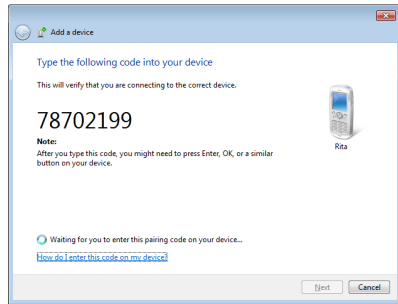 Add a device
Type the following code into your device
This will verify that you are connecting to the correct device.
78702199
Note:
After you type this code, you might need to press Enter, OK, or a similar
button on your device.
Rita
Waiting for you to enter this pairing code on your device...
How do I enter this code on my device?
Next Cancel